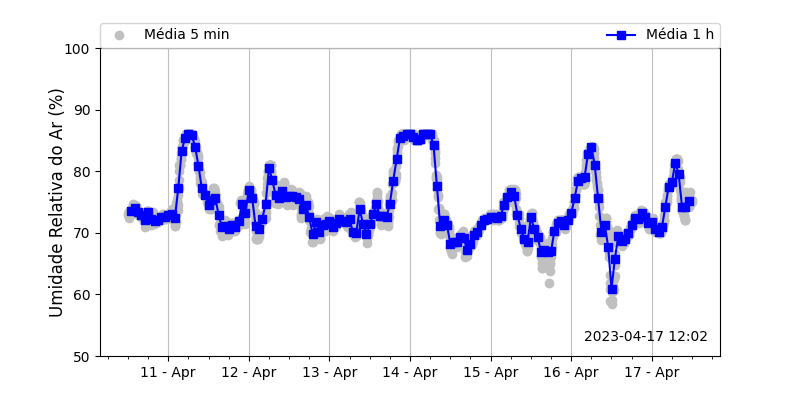 Média 5 min
Média 1 h
100
90
80
70
60
50
Umidade Relativa do Ar (%)
2023-04-17 12:02
11 - Apr
12 - Apr
13 - Apr
14 - Apr
15 - Apr
16 - Apr
17 - Apr